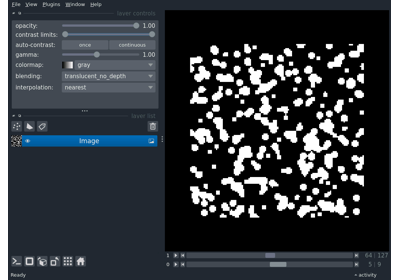 File View Plugins Window Help
layer controls
opacity: 1.00
contrast limits:
auto-contrast: once continuous
gamma: 1.00
colormap: gray
blending: translucent_no_depth
interpolation: nearest
layer list
Image
1 64 127
0 5 9
Ready activity